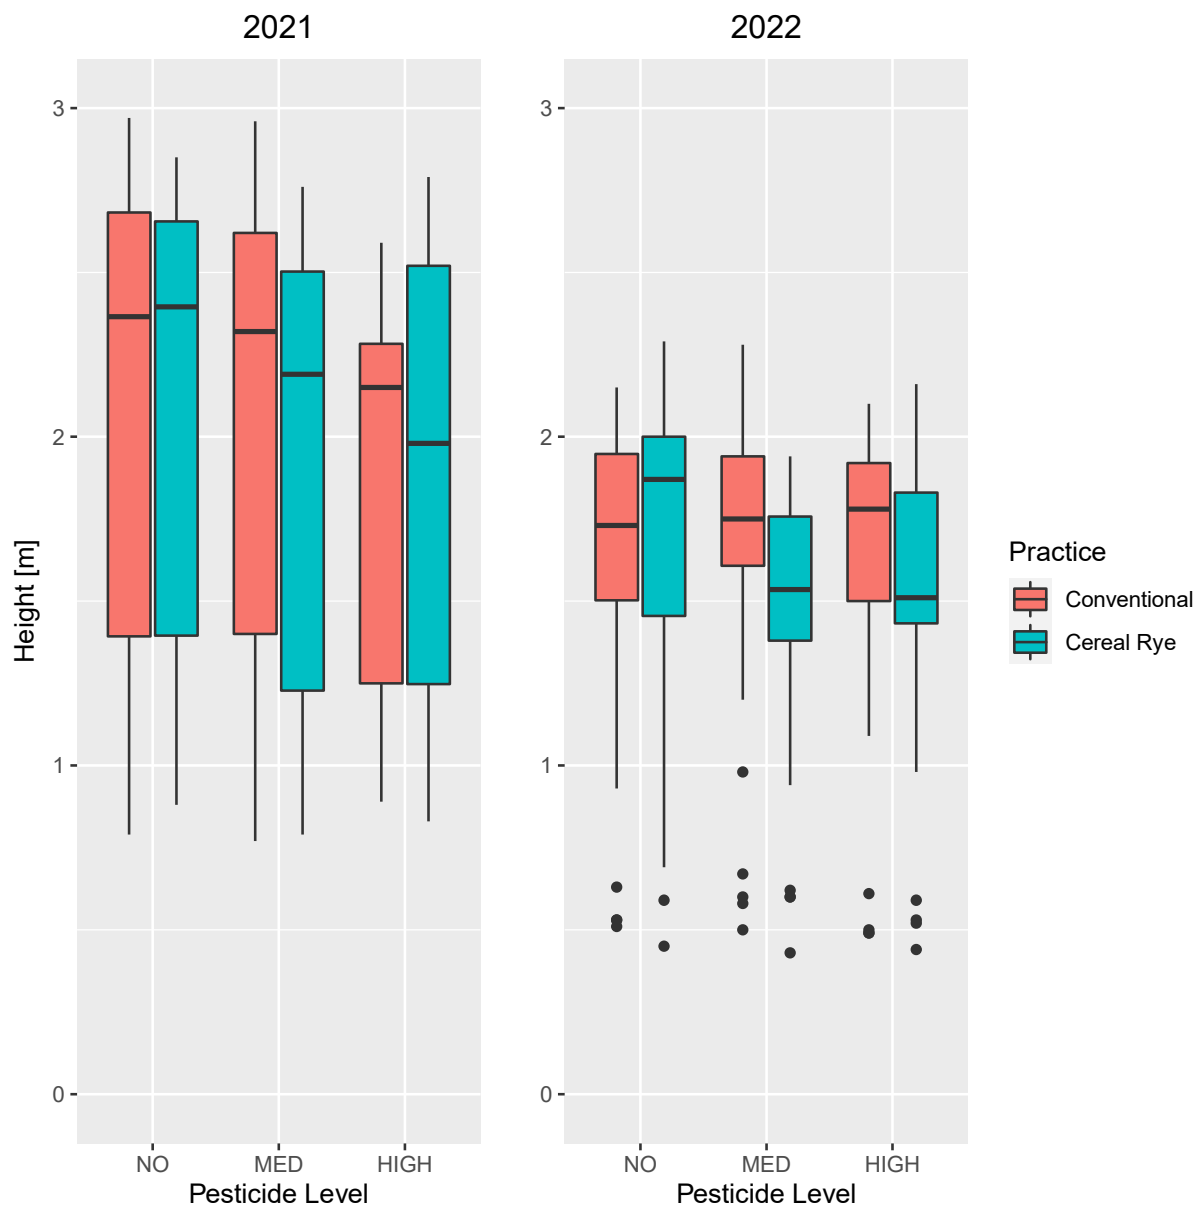 2021
2022
3
2
1
0
3
2
1
0
Height [m]
NO MED HIGH
NO MED HIGH
Pesticide Level
Pesticide Level
Practice
Conventional
Cereal Rye